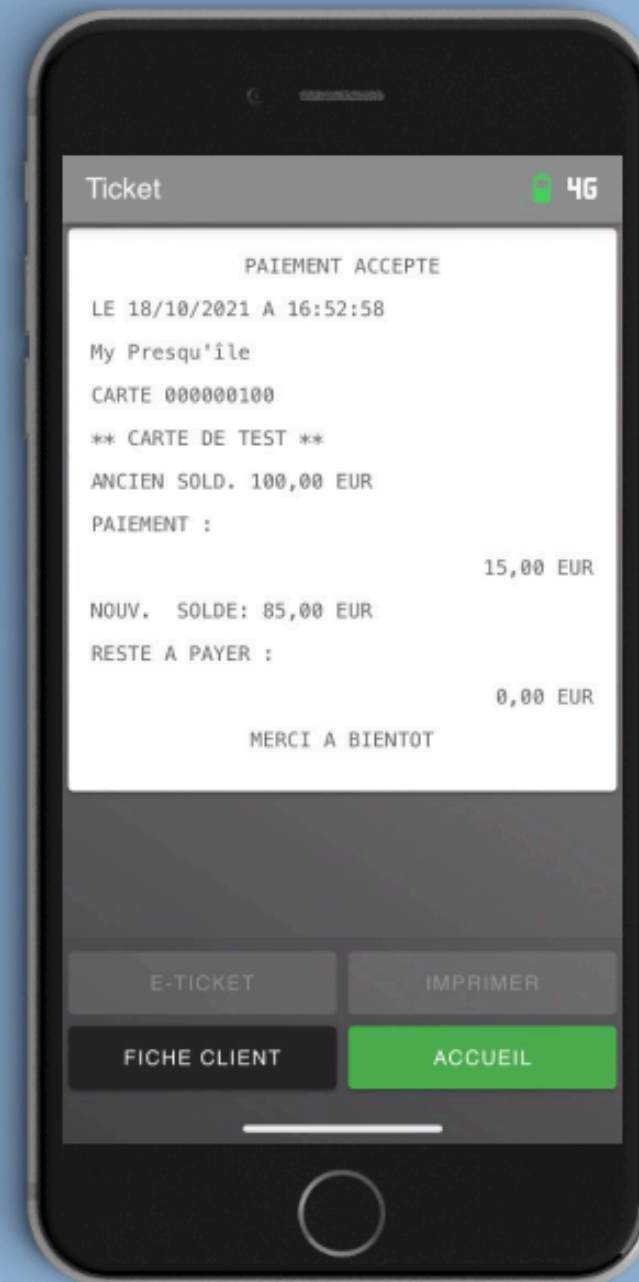 Ticket
4G
PAIEMENT ACCEPTE
LE 18/10/2021 A 16:52:58
My Presqu'île
CARTE 000000100
** CARTE DE TEST **
ANCIEN SOLD. 100,00 EUR
PAIEMENT :
15,00 EUR
NOUV.  SOLDE: 85,00 EUR
RESTE A PAYER :
0,00 EUR
MERCI A BIENTOT
E-TICKET
IMPRIMER
FICHE CLIENT
ACCUEIL